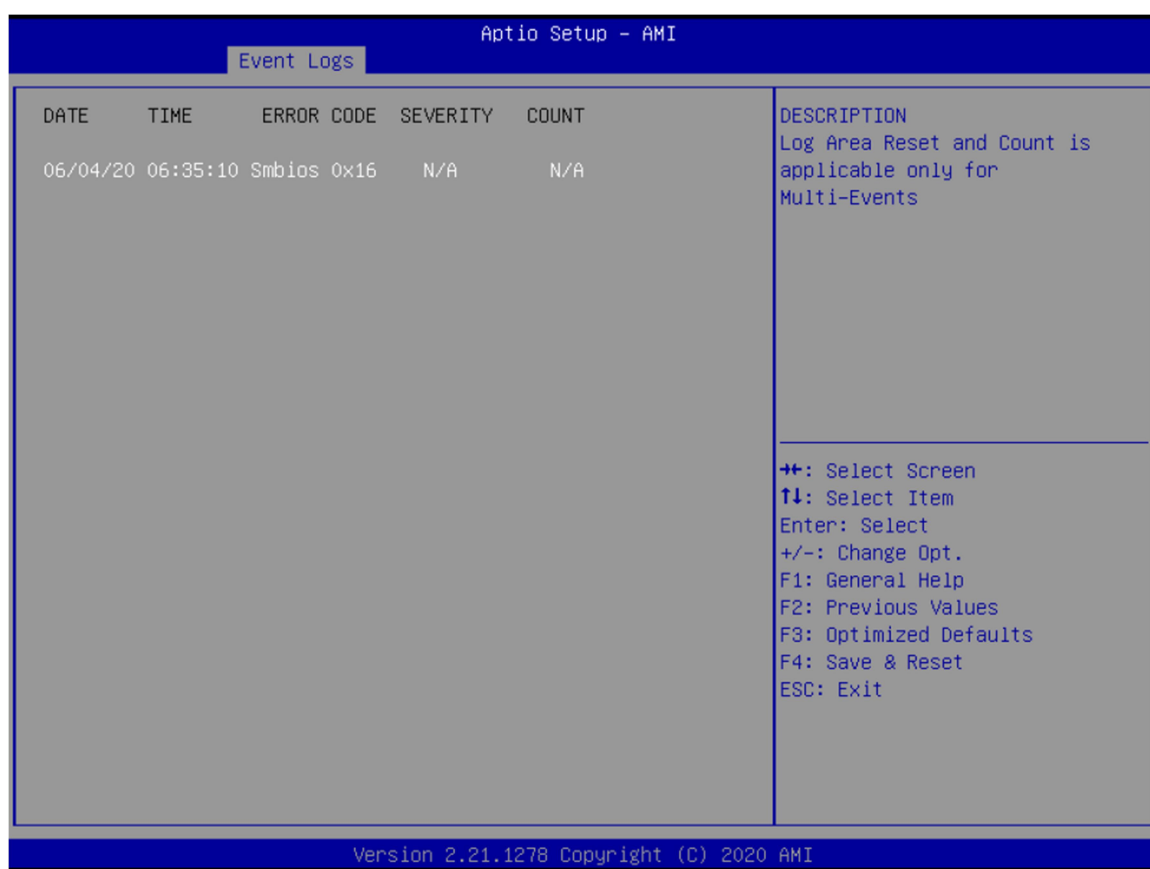 Aptio Setup – AMI
Event Logs
DATE TIME ERROR CODE SEVERITY COUNT
06/04/20 06:35:10 Smbios 0x16 N/A N/A
DESCRIPTION
Log Area Reset and Count is
applicable only for
Multi-Events
→←: Select Screen
↑↓: Select Item
Enter: Select
+/-: Change Opt.
F1: General Help
F2: Previous Values
F3: Optimized Defaults
F4: Save & Reset
ESC: Exit
Version 2.21.1278 Copyright (C) 2020 AMI